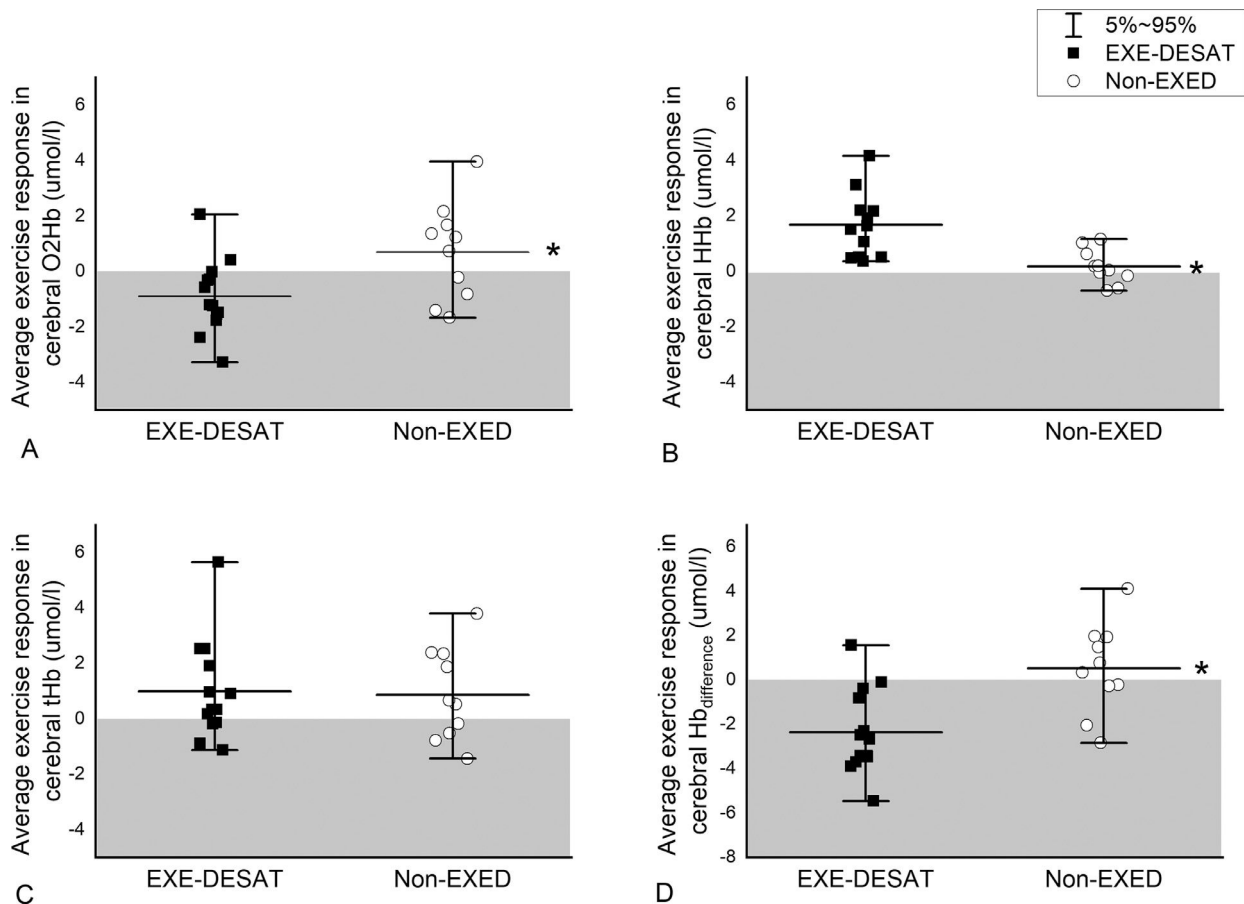 5%~95%
EXE-DESAT
Non-EXED
Average exercise response in
cerebral O2Hb (umol/l)
6
4
2
0
-2
-4
*
EXE-DESAT
Non-EXED
A
Average exercise response in
cerebral HHb (umol/l)
6
4
2
0
-2
-4
*
EXE-DESAT
Non-EXED
B
Average exercise response in
cerebral tHb (umol/l)
6
4
2
0
-2
-4
EXE-DESAT
Non-EXED
C
Average exercise response in
cerebral Hbdifference (umol/l)
6
4
2
0
-2
-4
-6
-8
*
EXE-DESAT
Non-EXED
D